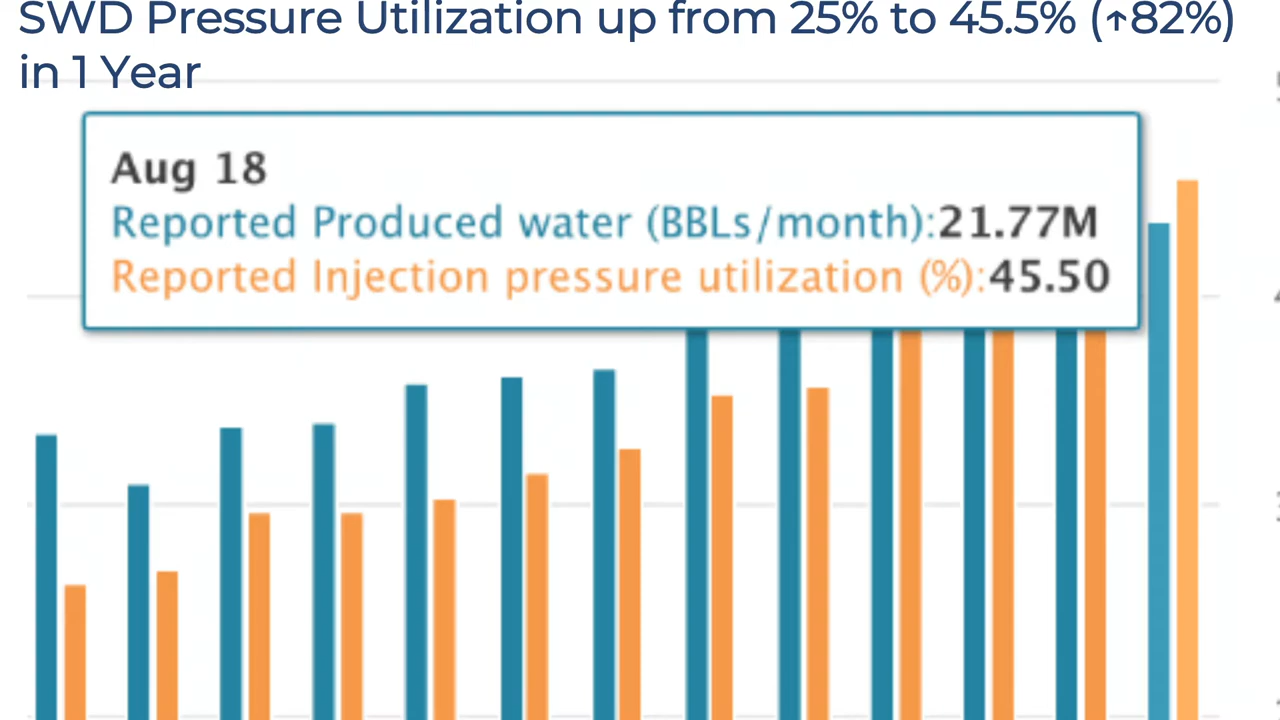 SWD Pressure Utilization up from 25% to 45.5% (↑82%)
in 1 Year
Aug 18
Reported Produced water (BBLs/month):21.77M
Reported Injection pressure utilization (%):45.50